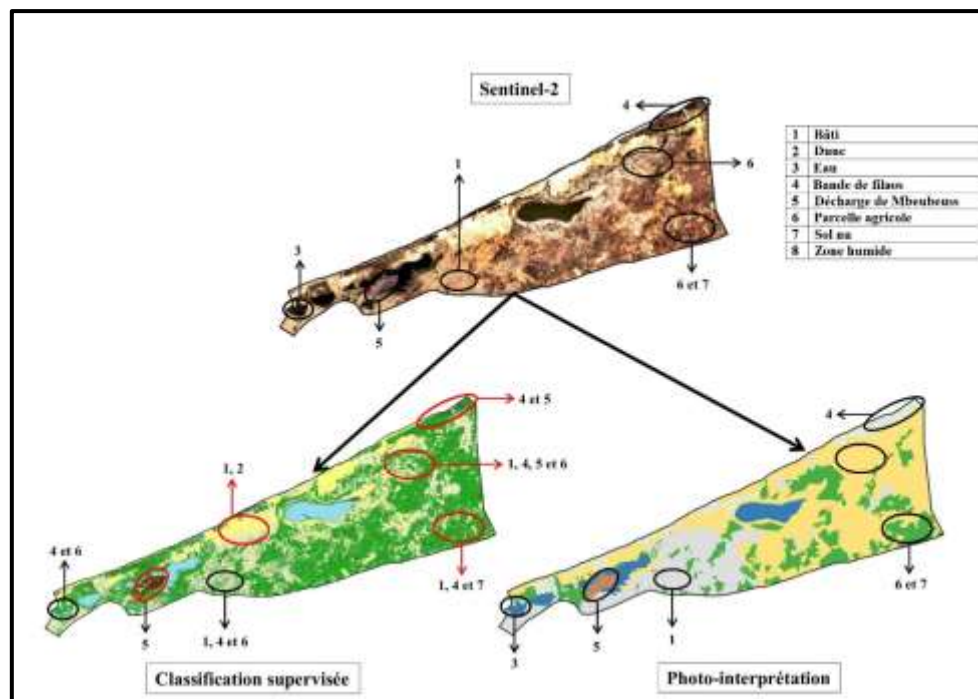 Sentinel-2
4
1
6
3
5
6 et 7
1 Bâti
2 Dune
3 Eau
4 Bande de filaos
5 Décharge de Mbeubeuss
6 Parcelle agricole
7 Sol nu
8 Zone humide
4 et 5
1, 2
1, 4, 5 et 6
4 et 6
1, 4 et 7
5
1, 4 et 6
Classification supervisée
4
6 et 7
3
5
1
Photo-interprétation